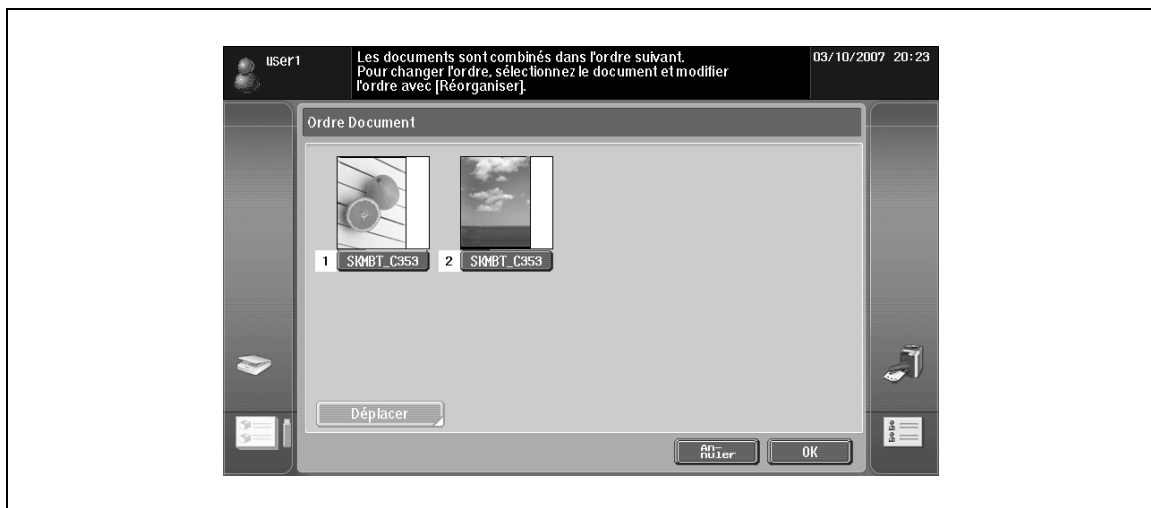 user1
Les documents sont combinés dans l'ordre suivant.
Pour changer l'ordre, sélectionnez le document et modifier
l'ordre avec [Réorganiser].
03/10/2007 20:23
Ordre Document
1 SKMBT_C353
2 SKMBT_C353
Déplacer
An-
nuler
OK